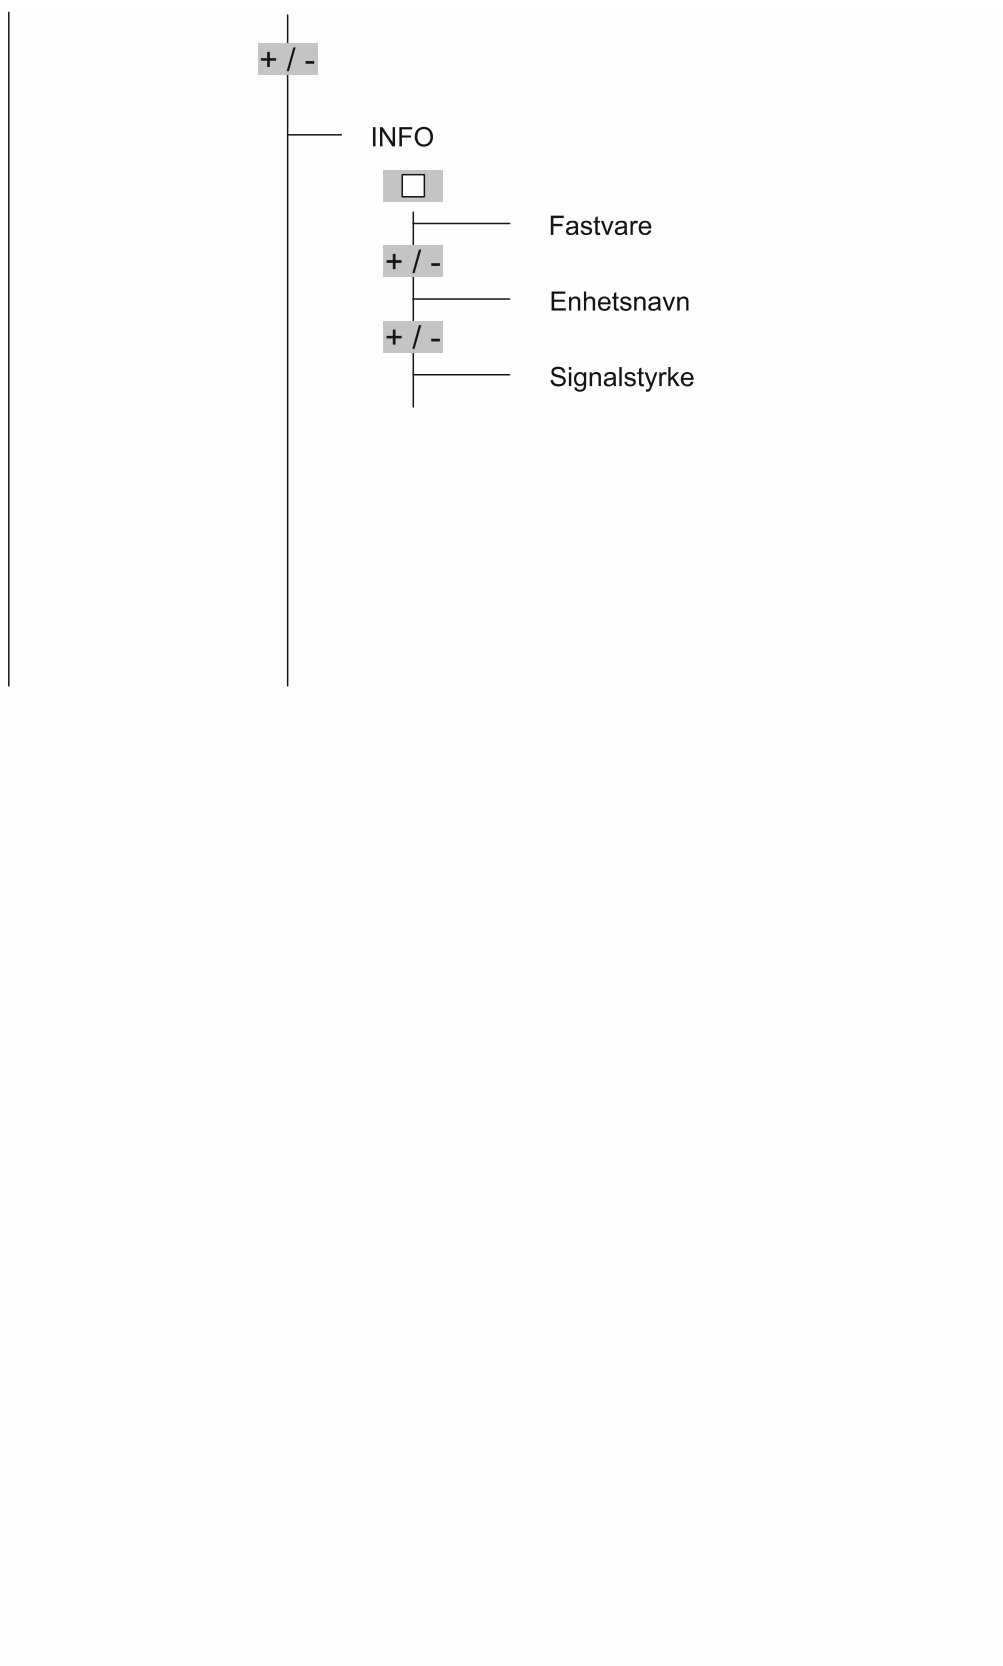 + / -
INFO
Fastvare
+ / -
Enhetsnavn
+ / -
Signalstyrke